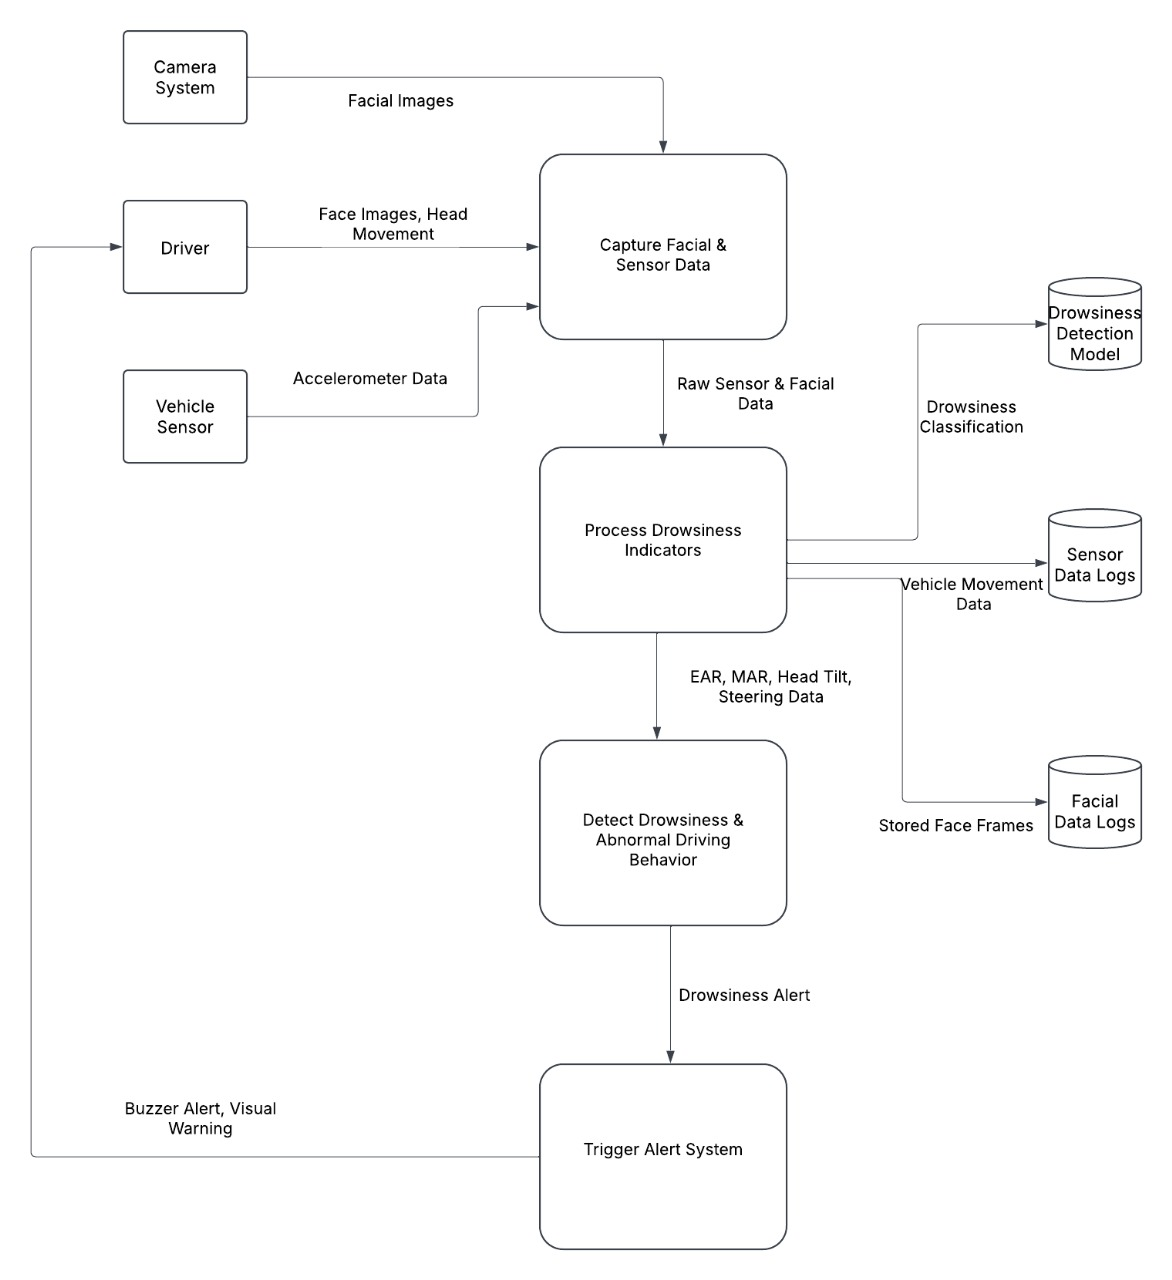 Camera
System
Facial Images
Face Images, Head
Movement
Driver
Capture Facial &
Sensor Data
Drowsiness
Detection
Model
Accelerometer Data
Raw Sensor & Facial
Data
Vehicle
Sensor
Drowsiness
Classification
Process Drowsiness
Indicators
Sensor
Data Logs
Vehicle Movement
Data
EAR, MAR, Head Tilt,
Steering Data
Detect Drowsiness &
Abnormal Driving
Behavior
Facial
Data Logs
Stored Face Frames
Drowsiness Alert
Buzzer Alert, Visual
Warning
Trigger Alert System